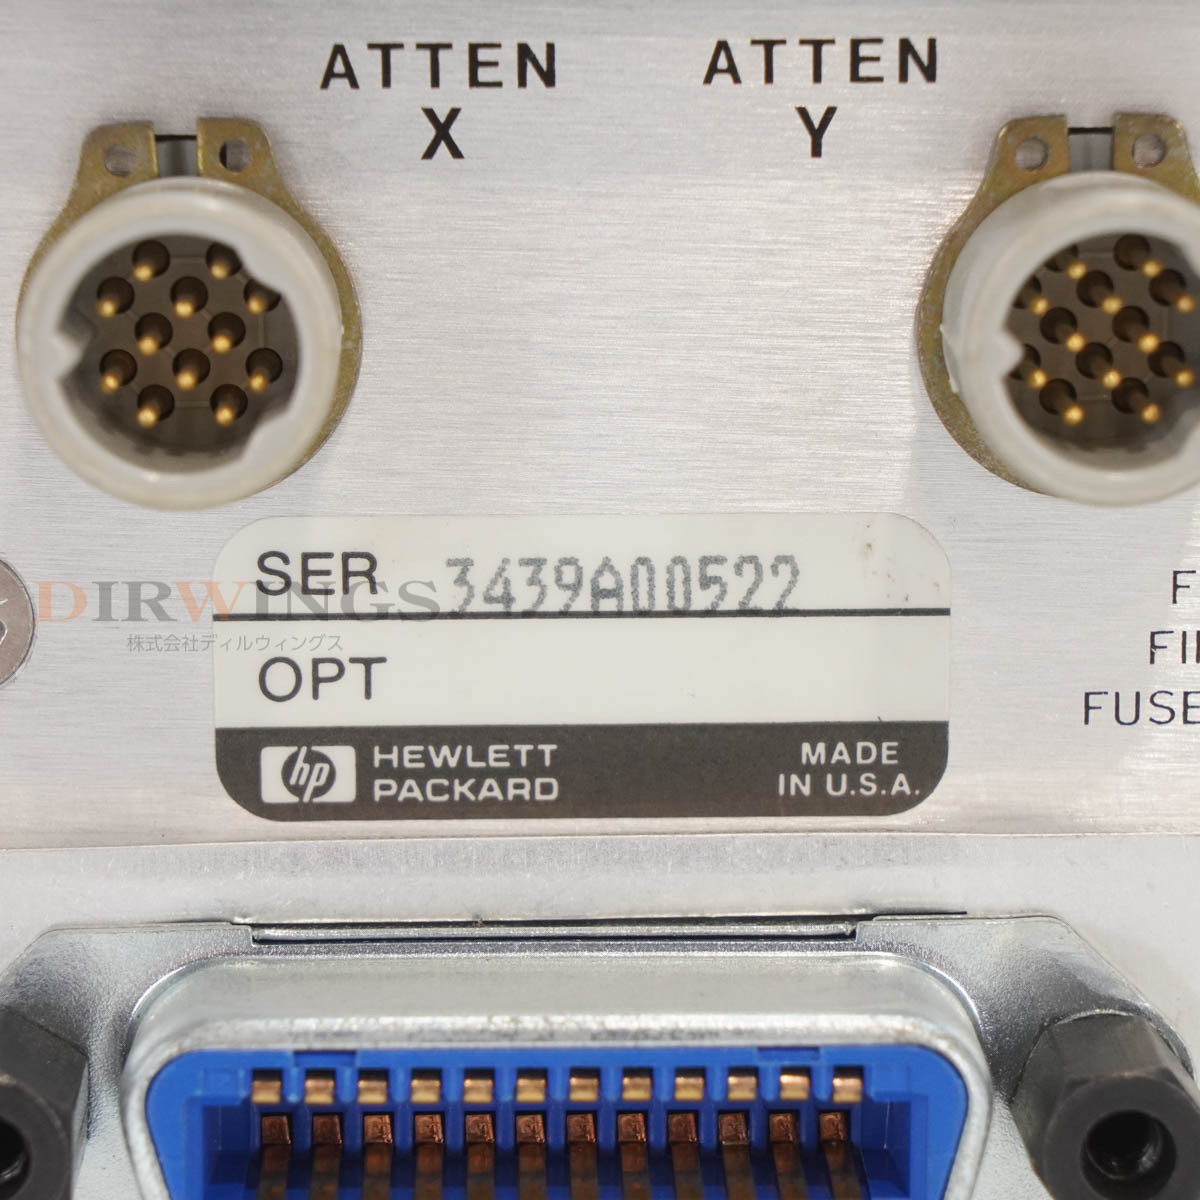 ATTEN
X
ATTEN
Y
SER 3439A00522
DIRWINGS
株式会社ディルウィングス
OPT
hp HEWLETT
PACKARD
MADE
IN U.S.A.
F
FUSE